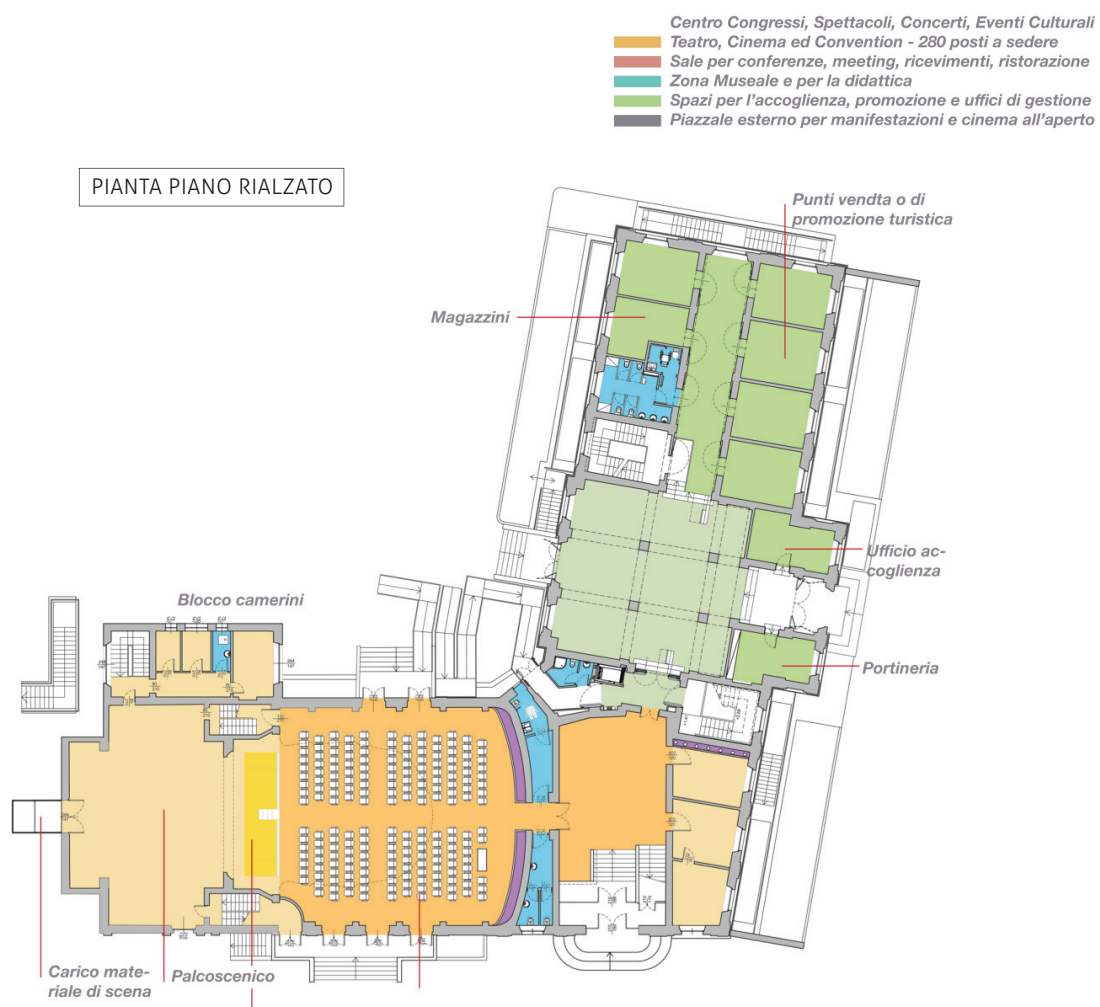 Centro Congressi, Spettacoli, Concerti, Eventi Culturali
Teatro, Cinema ed Convention - 280 posti a sedere
Sale per conferenze, meeting, ricevimenti, ristorazione
Zona Museale e per la didattica
Spazi per l'accoglienza, promozione e uffici di gestione
Piazzale esterno per manifestazioni e cinema all'aperto
PIANTA PIANO RIALZATO
Punti vendta o di
promozione turistica
Magazzini
Ufficio ac-
coglienza
Blocco camerini
Portineria
Carico mate-
riale di scena
Palcoscenico